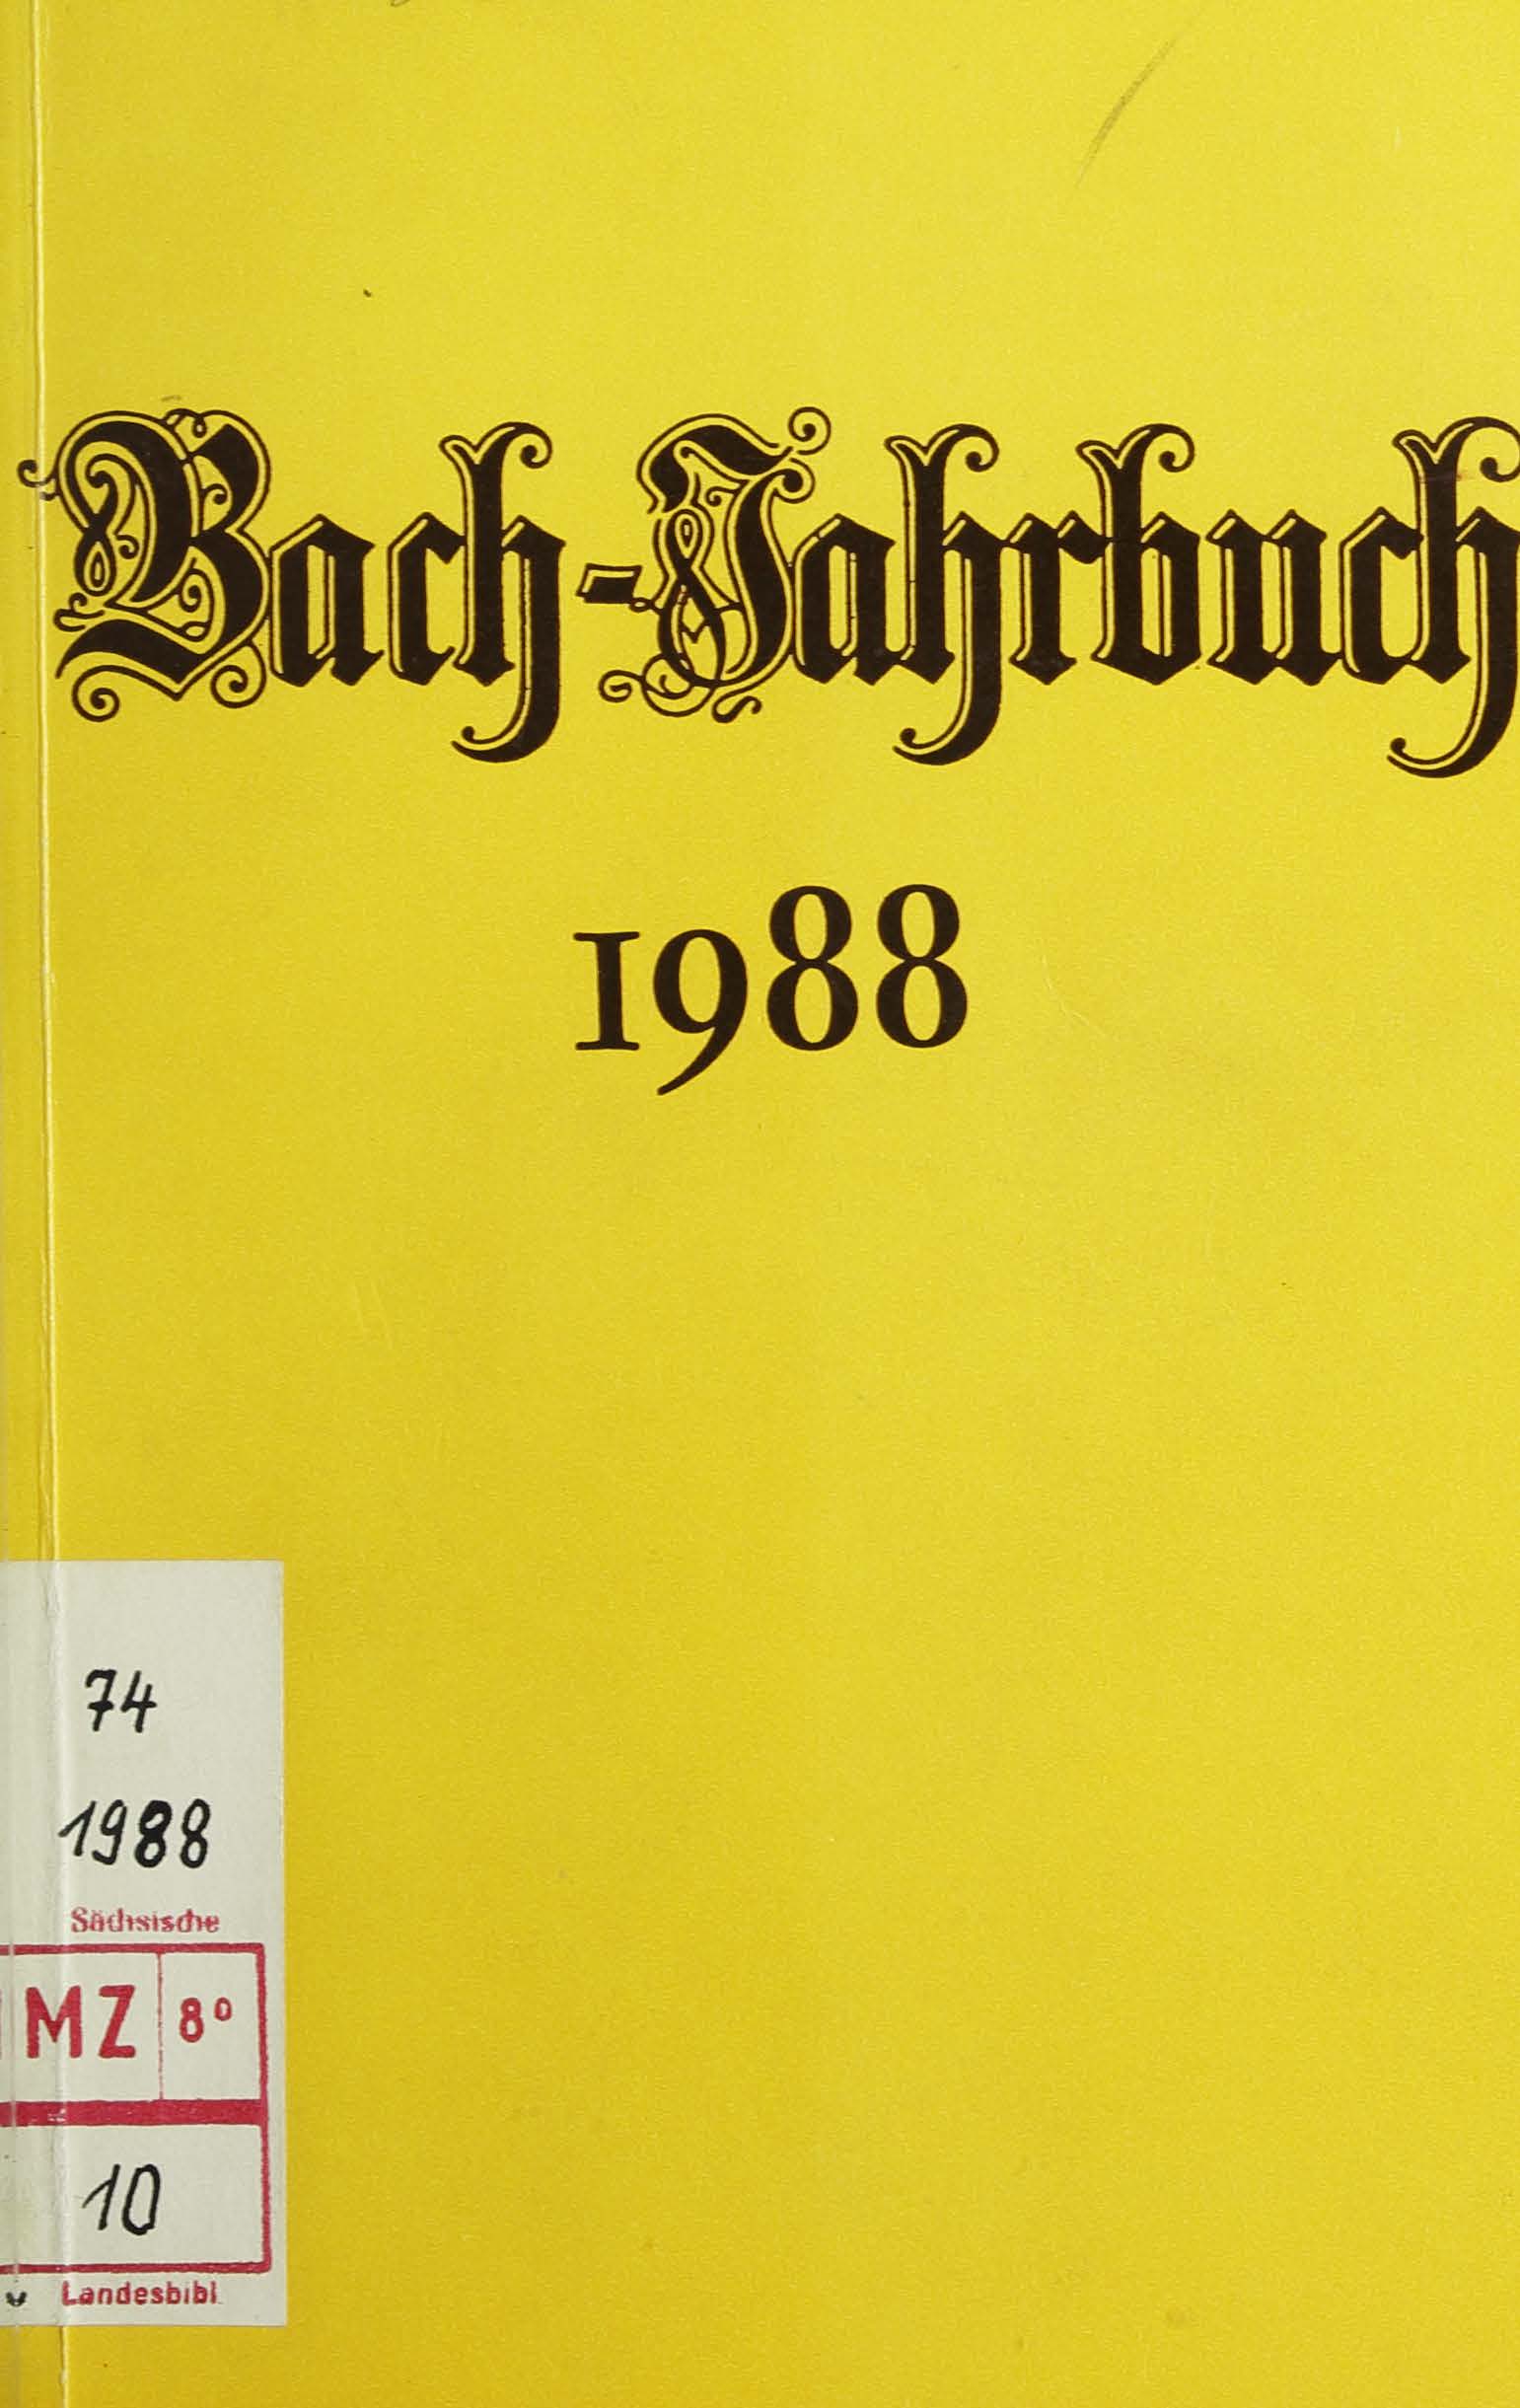 Bach-Jahrbuch
1988
74
1988
Sächsische
MZ 8°
10
Landesbibl.